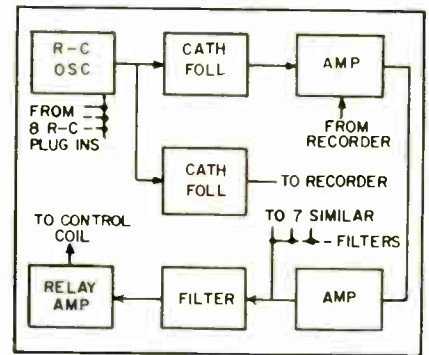 R-C
OSC
CATH
FOLL
AMP
FROM
8 R-C
PLUG INS
FROM
RECORDER
CATH
FOLL
TO RECORDER
TO CONTROL
COIL
TO 7 SIMILAR
FILTERS
RELAY
AMP
FILTER
AMP